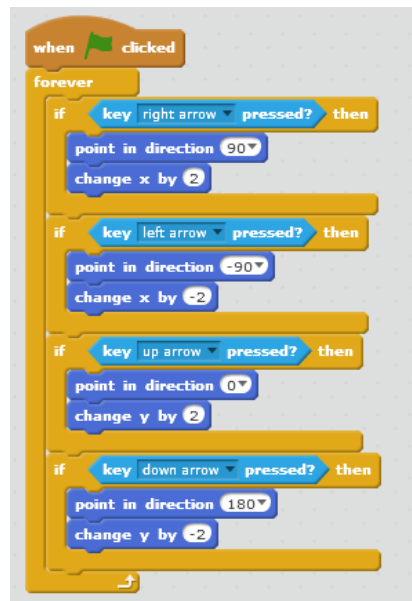 when clicked
forever
if key right arrow pressed? then
point in direction 90
change x by 2
if key left arrow pressed? then
point in direction -90
change x by -2
if key up arrow pressed? then
point in direction 0
change y by 2
if key down arrow pressed? then
point in direction 180
change y by -2